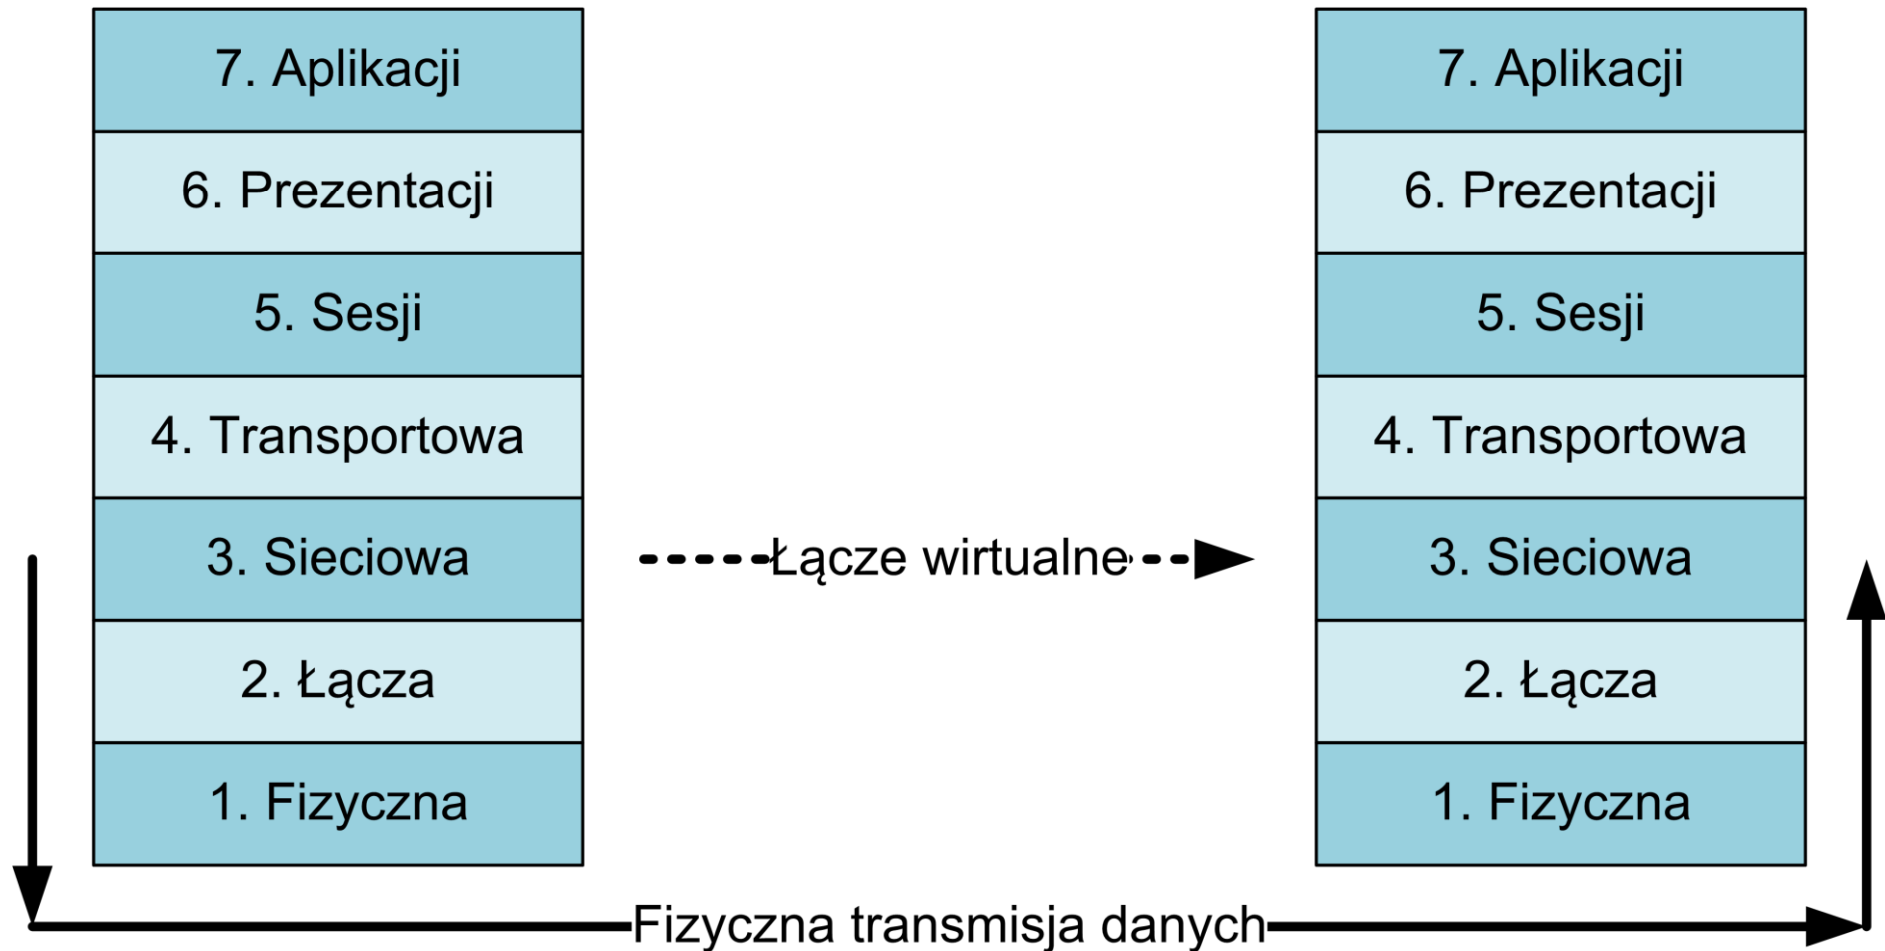 7. Aplikacji
6. Prezentacji
5. Sesji
4. Transportowa
3. Sieciowa
2. Łącza
1. Fizyczna
Łącze wirtualne
7. Aplikacji
6. Prezentacji
5. Sesji
4. Transportowa
3. Sieciowa
2. Łącza
1. Fizyczna
Fizyczna transmisja danych